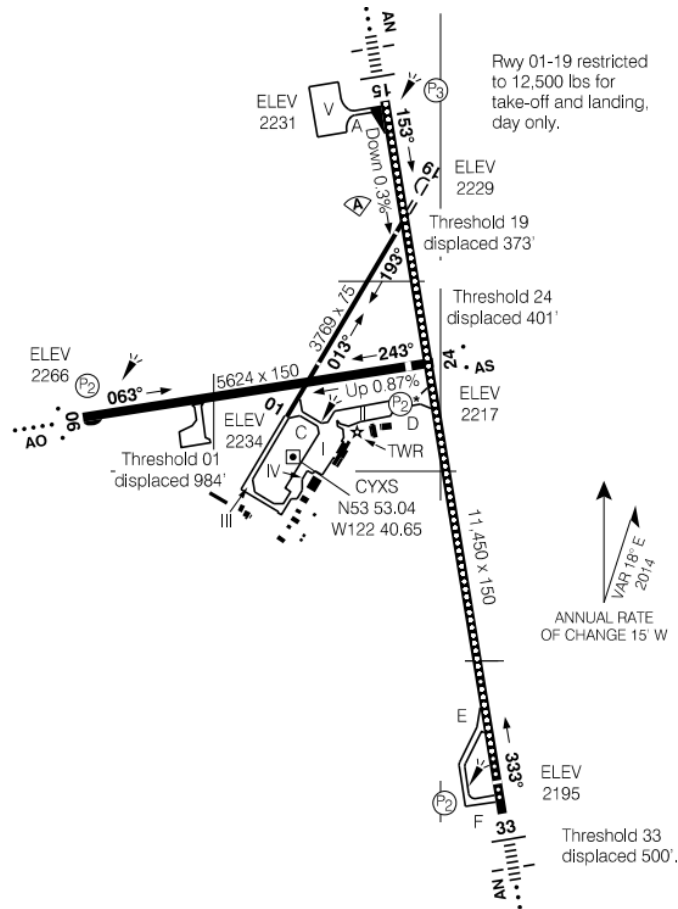 AN
15
P3
Rwy 01-19 restricted
to 12,500 lbs for
take-off and landing,
day only.
ELEV
2231
V
A
153°
Down 0.3%
19
ELEV
2229
A
Threshold 19
displaced 373'
193°
3769 x 75
013°
Threshold 24
displaced 401'
ELEV
2266
P2
063°
5624 x 150
243°
24
AS
Up 0.87%
ELEV
2217
06
AO
01
ELEV
2234
P2
*
C
D
I
TWR
Threshold 01
displaced 984'
IV
III
CYXS
N53 53.04
W122 40.65
11,450 x 150
VAR 18° E
2014
ANNUAL RATE
OF CHANGE 15' W
E
333°
ELEV
2195
P2
F
33
Threshold 33
displaced 500'.
AN